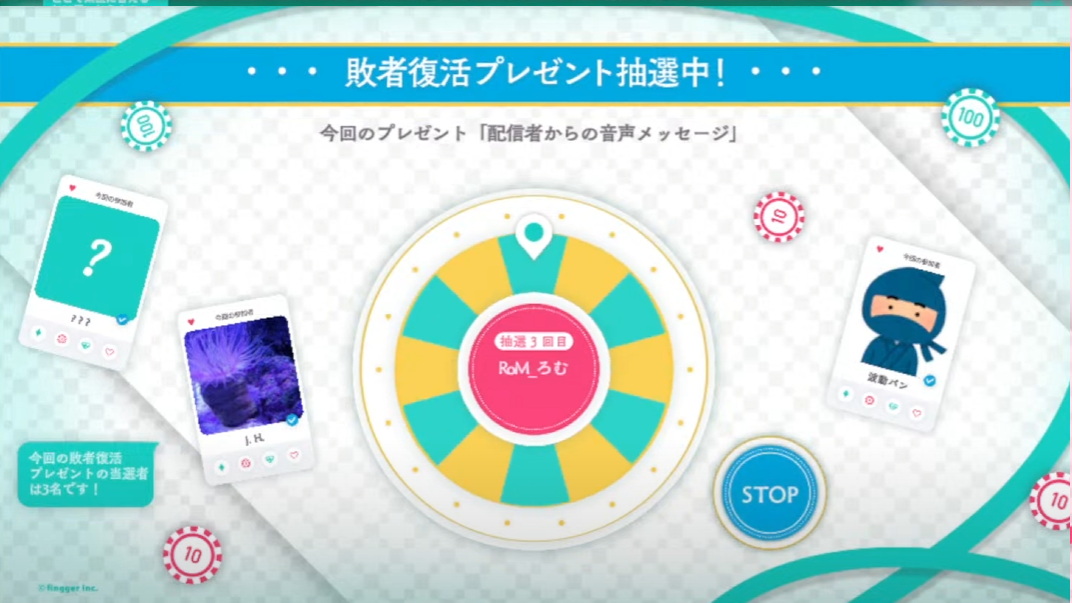 ・・・ 敗者復活プレゼント抽選中！ ・・・
今回のプレゼント「配信者からの音声メッセージ」
100
100
10
今回の参加者
?
???
今回の参加者
J. H.
今回の参加者
波動パン
抽選3回目
RoM_ろむ
STOP
今回の敗者復活
プレゼントの当選者
は3名です！
10
10
©fingger inc.